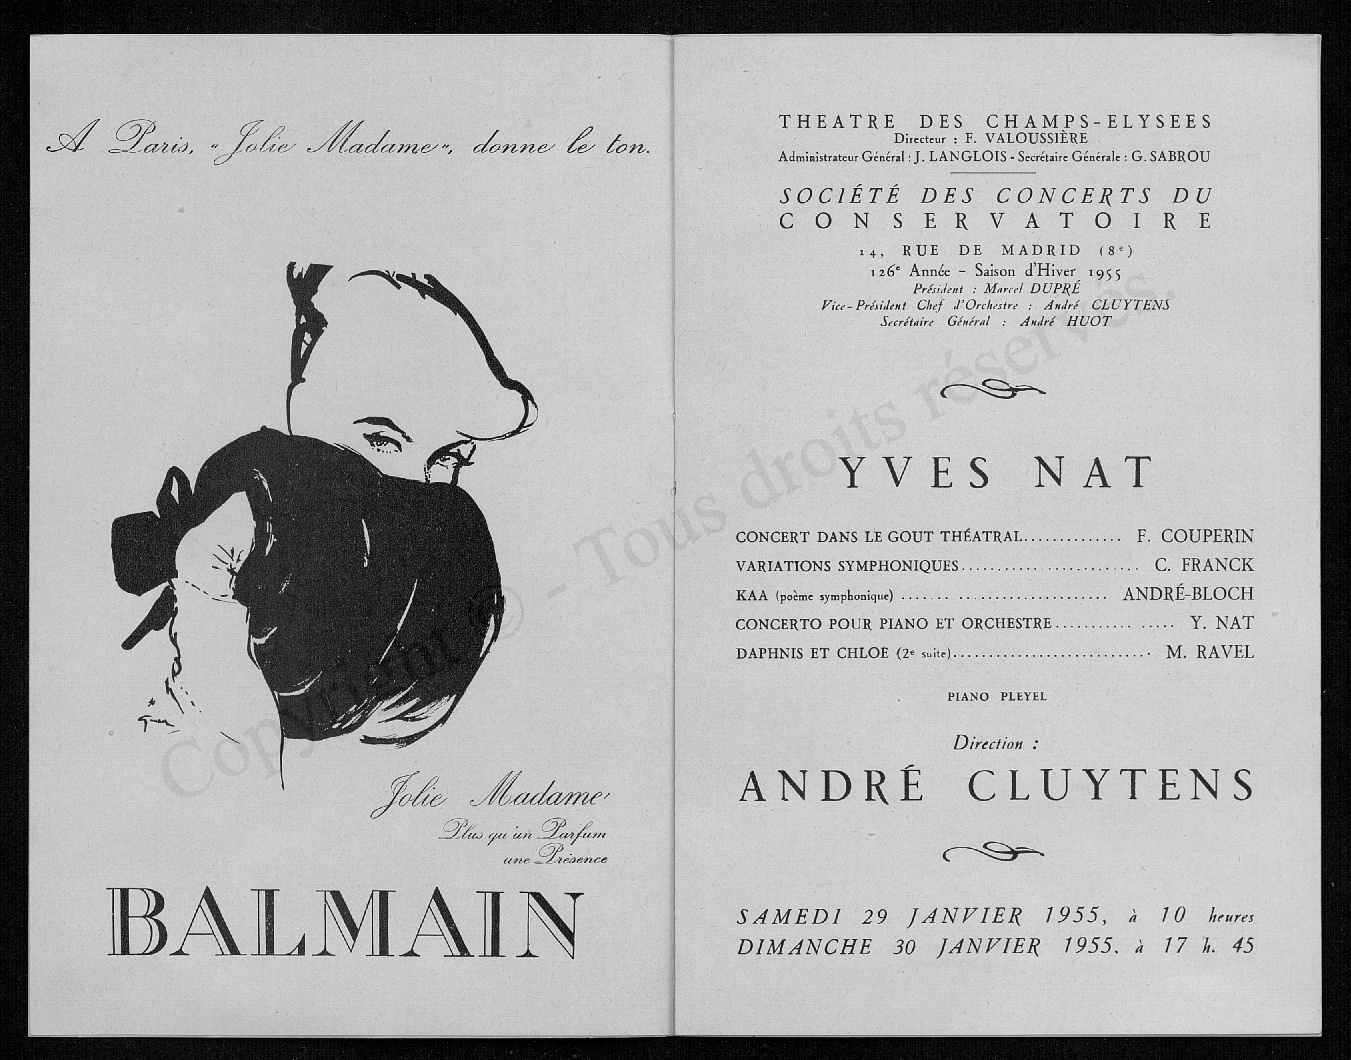 A Paris, "Jolie Madame", donne le ton.
Gruau
Jolie Madame
Plus qu'un Parfum
une Présence
BALMAIN
THEATRE DES CHAMPS-ELYSEES
Directeur : F. VALOUSSIÈRE
Administrateur Général : J. LANGLOIS - Secrétaire Générale : G. SABROU
SOCIÉTÉ DES CONCERTS DU
CONSERVATOIRE
14, RUE DE MADRID (8e)
126e Année - Saison d'Hiver 1955
Président : Marcel DUPRÉ
Vice-Président Chef d'Orchestre : André CLUYTENS
Secrétaire Général : André HUOT
YVES NAT
CONCERT DANS LE GOUT THÉATRAL............. F. COUPERIN
VARIATIONS SYMPHONIQUES......................... C. FRANCK
KAA (poème symphonique) ............................. ANDRÉ-BLOCH
CONCERTO POUR PIANO ET ORCHESTRE........... ..... Y. NAT
DAPHNIS ET CHLOE (2e suite)............................ M. RAVEL
PIANO PLEYEL
Direction :
ANDRÉ CLUYTENS
SAMEDI 29 JANVIER 1955, à 10 heures
DIMANCHE 30 JANVIER 1955. à 17 h. 45
Copyright © - Tous droits réservés.